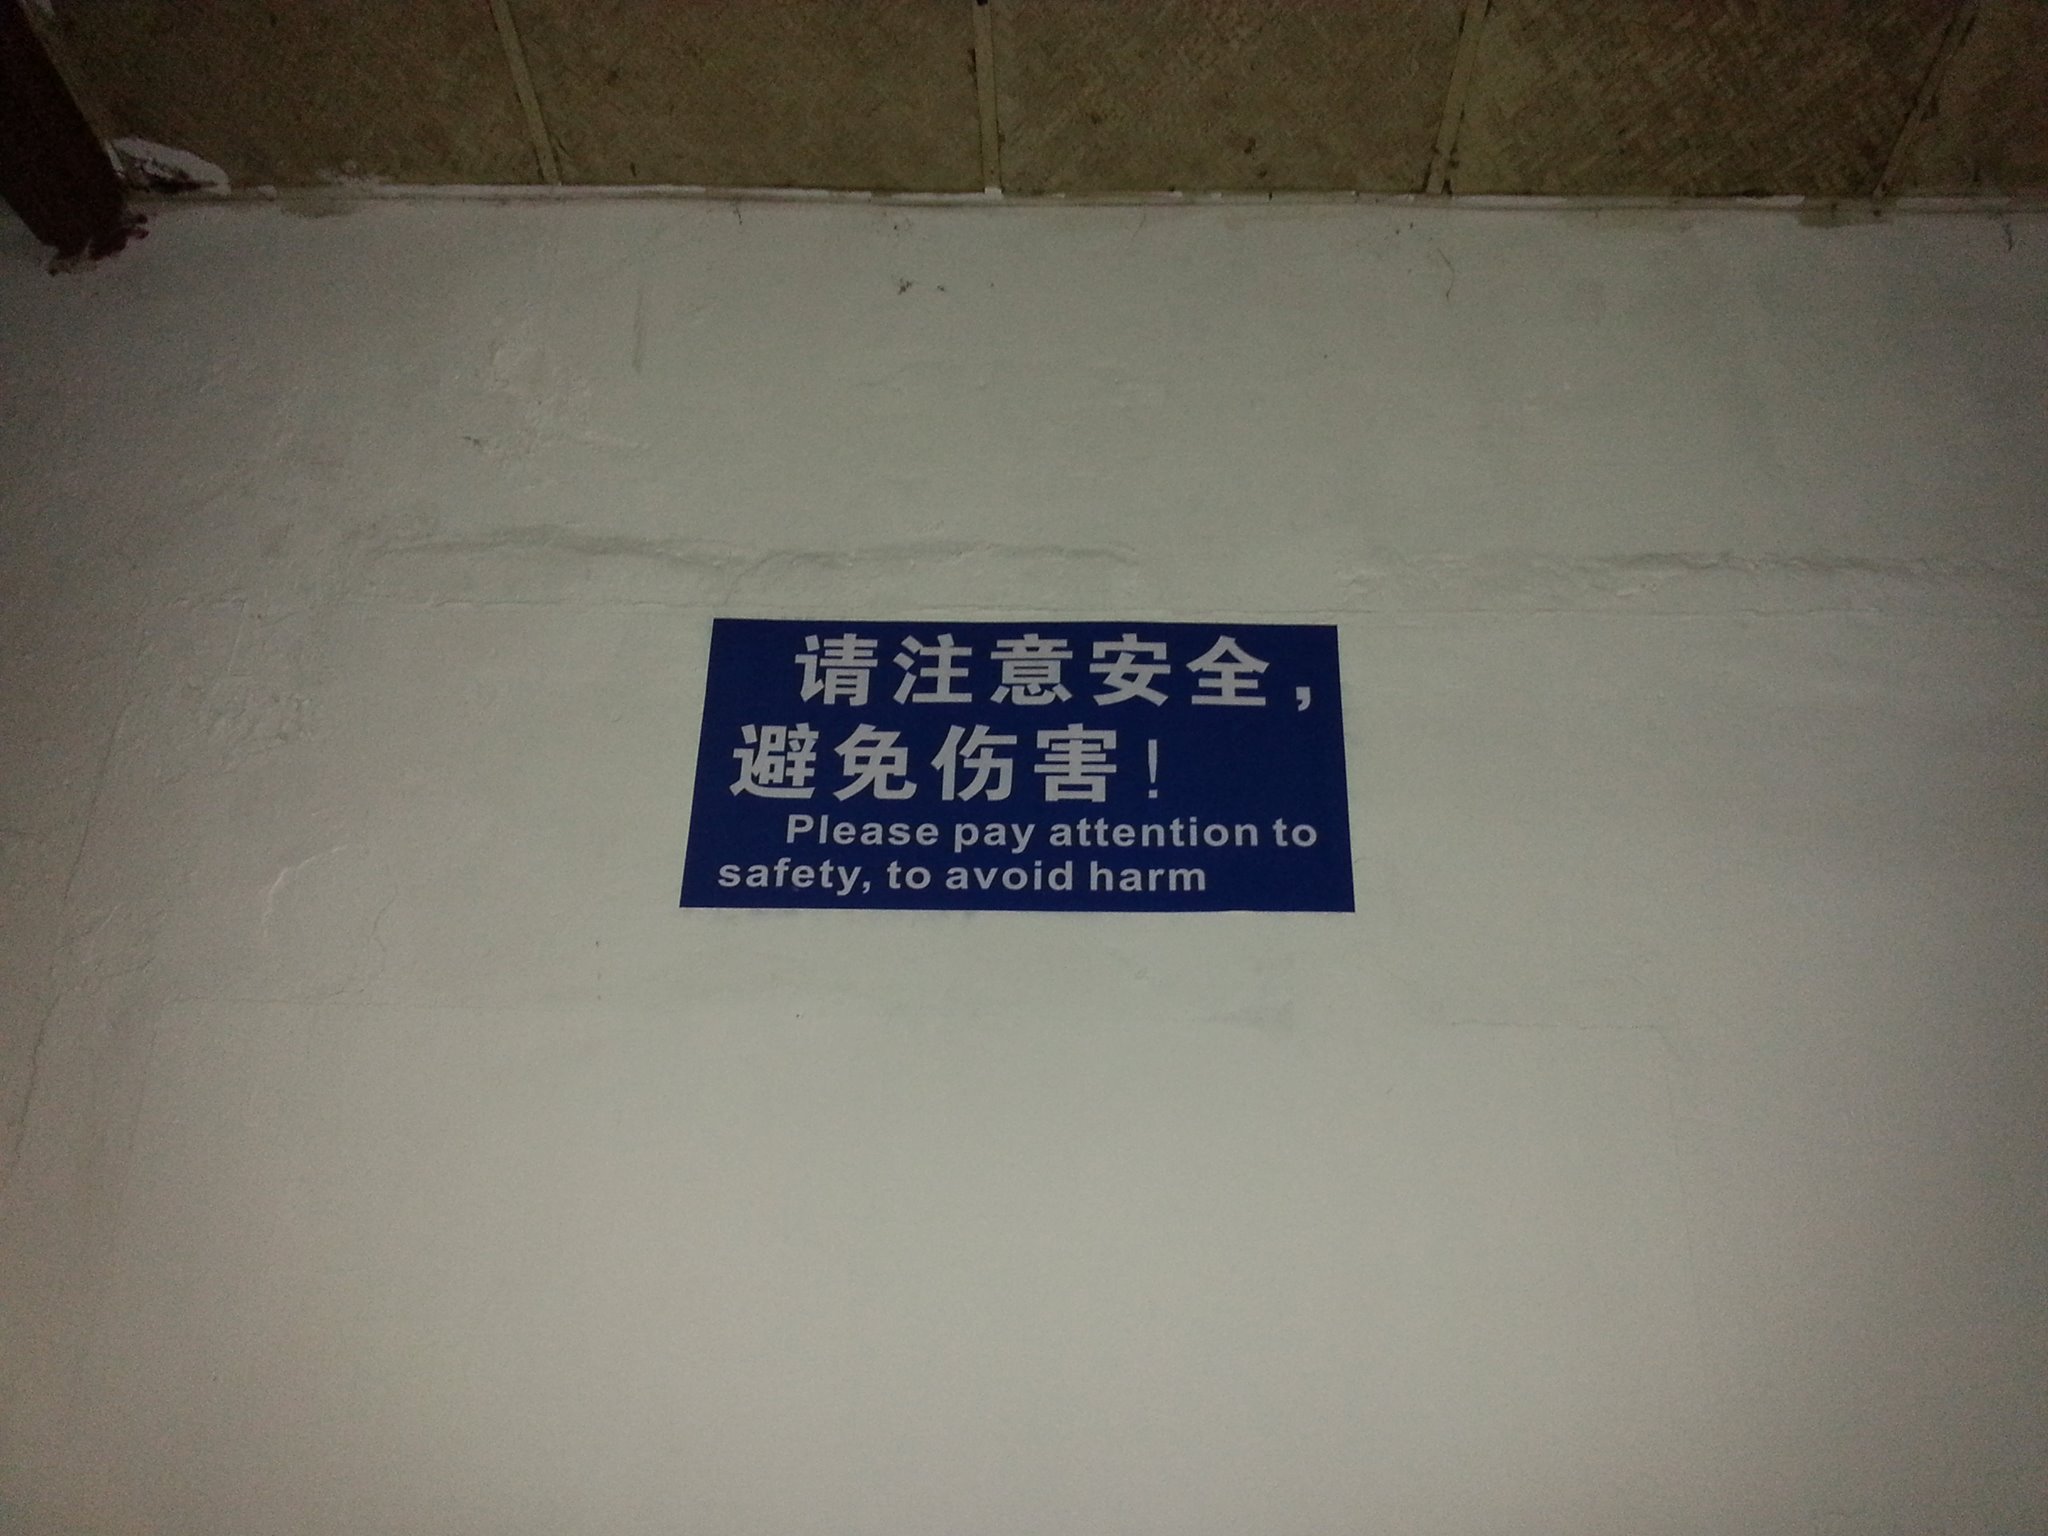 请注意安全，
避免伤害！
Please pay attention to
safety, to avoid harm